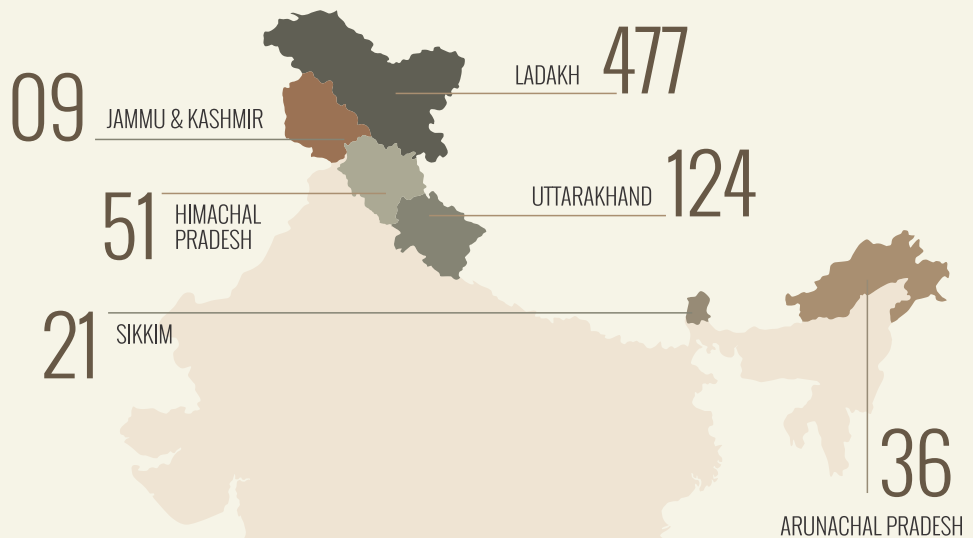 LADAKH 477
09 JAMMU & KASHMIR
UTTARAKHAND 124
51 HIMACHAL
PRADESH
21 SIKKIM
36
ARUNACHAL PRADESH